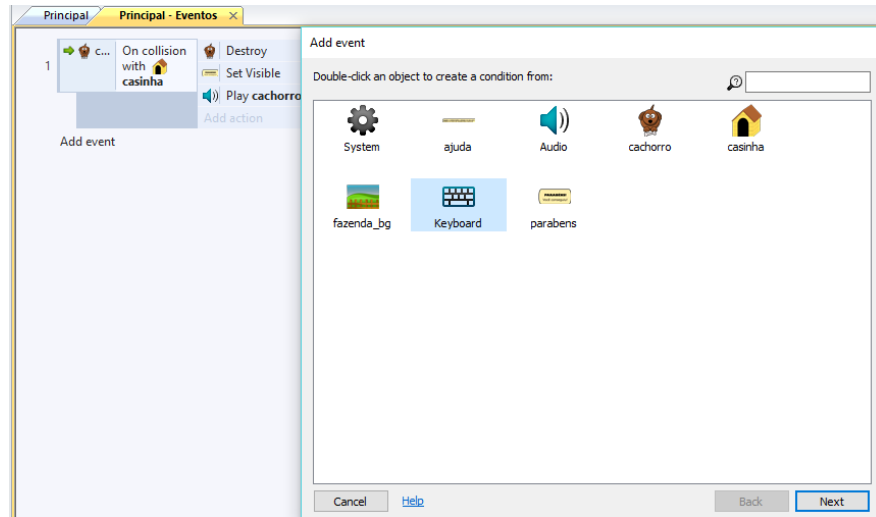 Principal
Principal - Eventos ×
1
c... On collision
with
casinha
Destroy
Set Visible
Play cachorro
Add action
Add event
Add event
Double-click an object to create a condition from:
System ajuda Audio cachorro casinha
fazenda_bg Keyboard parabens
Cancel Help Back Next